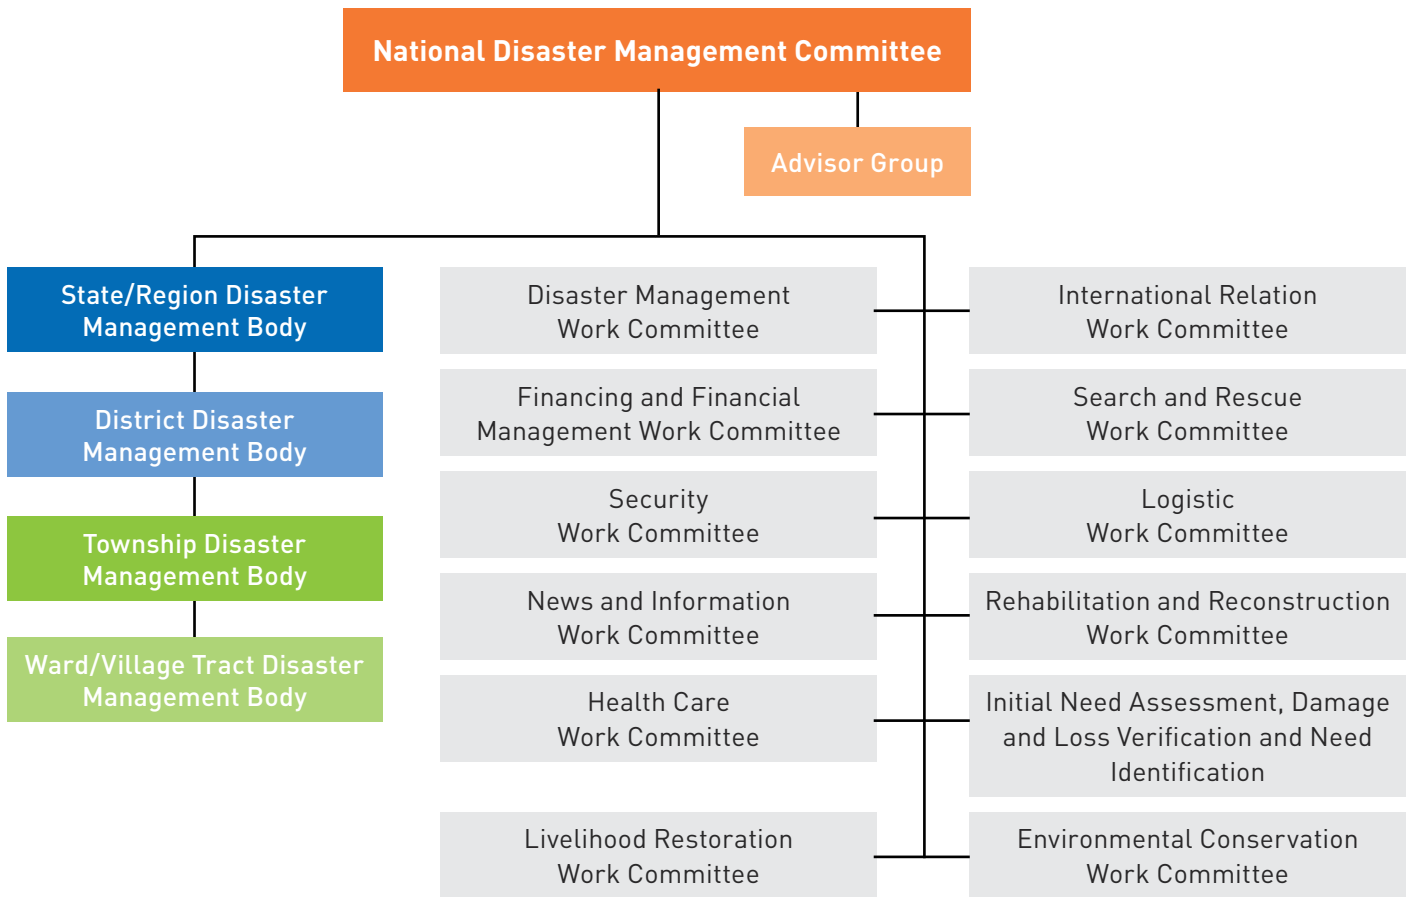 National Disaster Management Committee
Advisor Group
State/Region Disaster
Management Body
District Disaster
Management Body
Township Disaster
Management Body
Ward/Village Tract Disaster
Management Body
Disaster Management
Work Committee
Financing and Financial
Management Work Committee
Security
Work Committee
News and Information
Work Committee
Health Care
Work Committee
Livelihood Restoration
Work Committee
International Relation
Work Committee
Search and Rescue
Work Committee
Logistic
Work Committee
Rehabilitation and Reconstruction
Work Committee
Initial Need Assessment, Damage
and Loss Verification and Need
Identification
Environmental Conservation
Work Committee